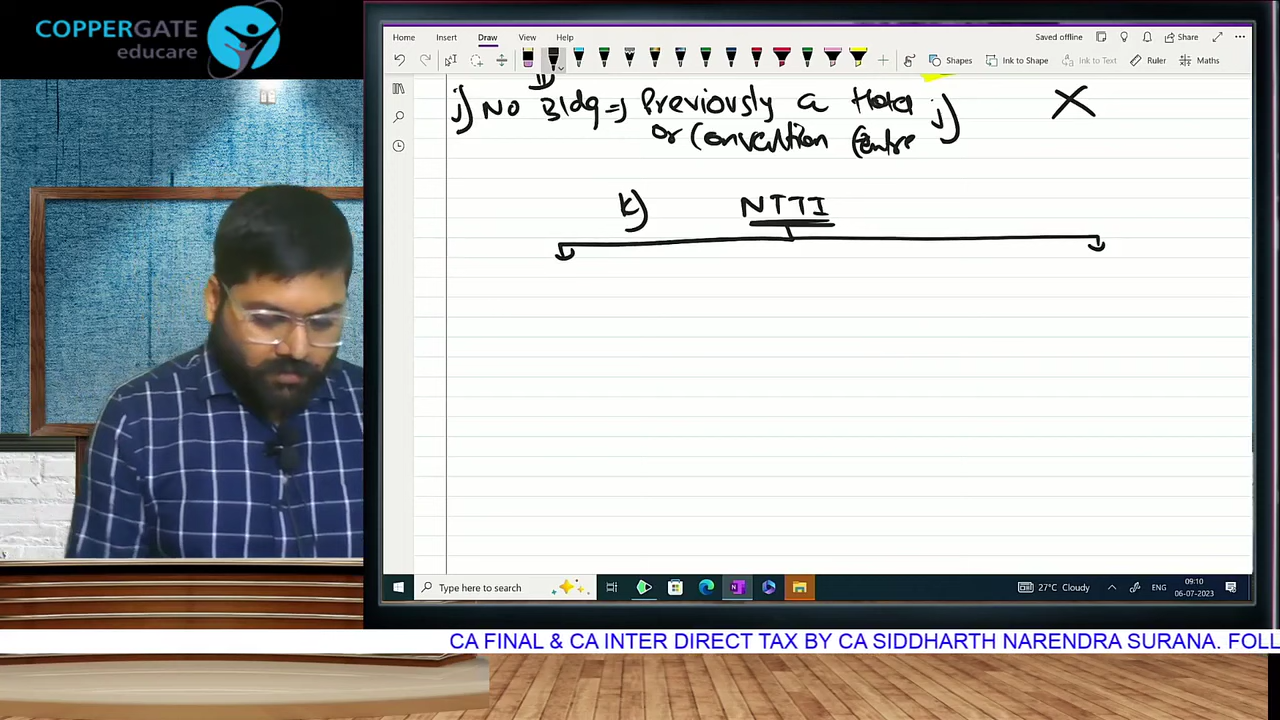 COPPERGATE
educare
Home Insert Draw View Help
Saved offline
Share
Shapes
Ink to Shape
Ink to Text
Ruler
Maths
j) No Bldg => Previously a Hotel j) X
or Convention Centre
k) NTTI
Type here to search
27°C Cloudy
ENG
09:10
06-07-2023
CA FINAL & CA INTER DIRECT TAX BY CA SIDDHARTH NARENDRA SURANA. FOLL